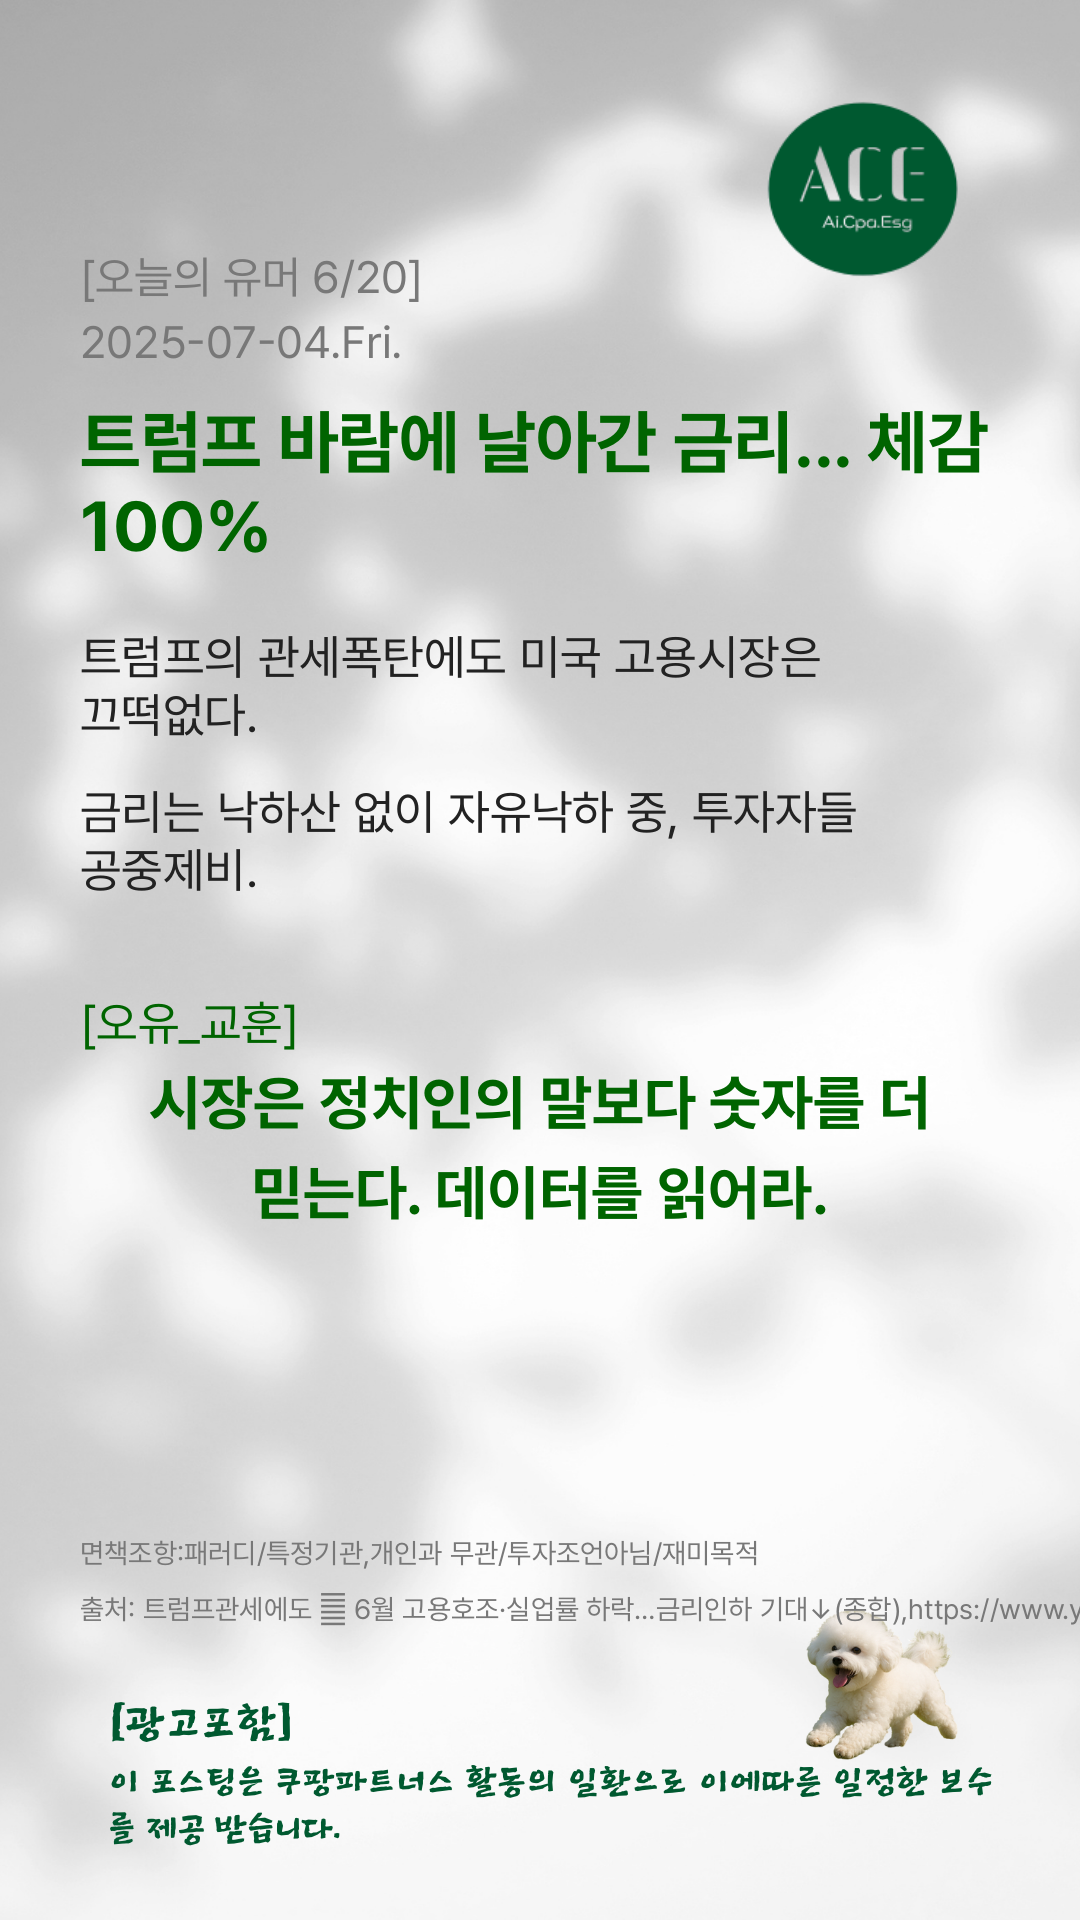 ACE
Ai.Cpa.Esg
[오늘의 유머 6/20]
2025-07-04.Fri.
트럼프 바람에 날아간 금리... 체감
100%
트럼프의 관세폭탄에도 미국 고용시장은
끄떡없다.
금리는 낙하산 없이 자유낙하 중, 투자자들
공중제비.
[오유_교훈]
시장은 정치인의 말보다 숫자를 더
믿는다. 데이터를 읽어라.
면책조항:패러디/특정기관,개인과 무관/투자조언아님/재미목적
출처: 트럼프관세에도 ䷀ 6월 고용호조·실업률 하락...금리인하 기대↓(종합),https://www.y
[광고포함]
이 포스팅은 쿠팡파트너스 활동의 일환으로 이에따른 일정한 보수
를 제공 받습니다.